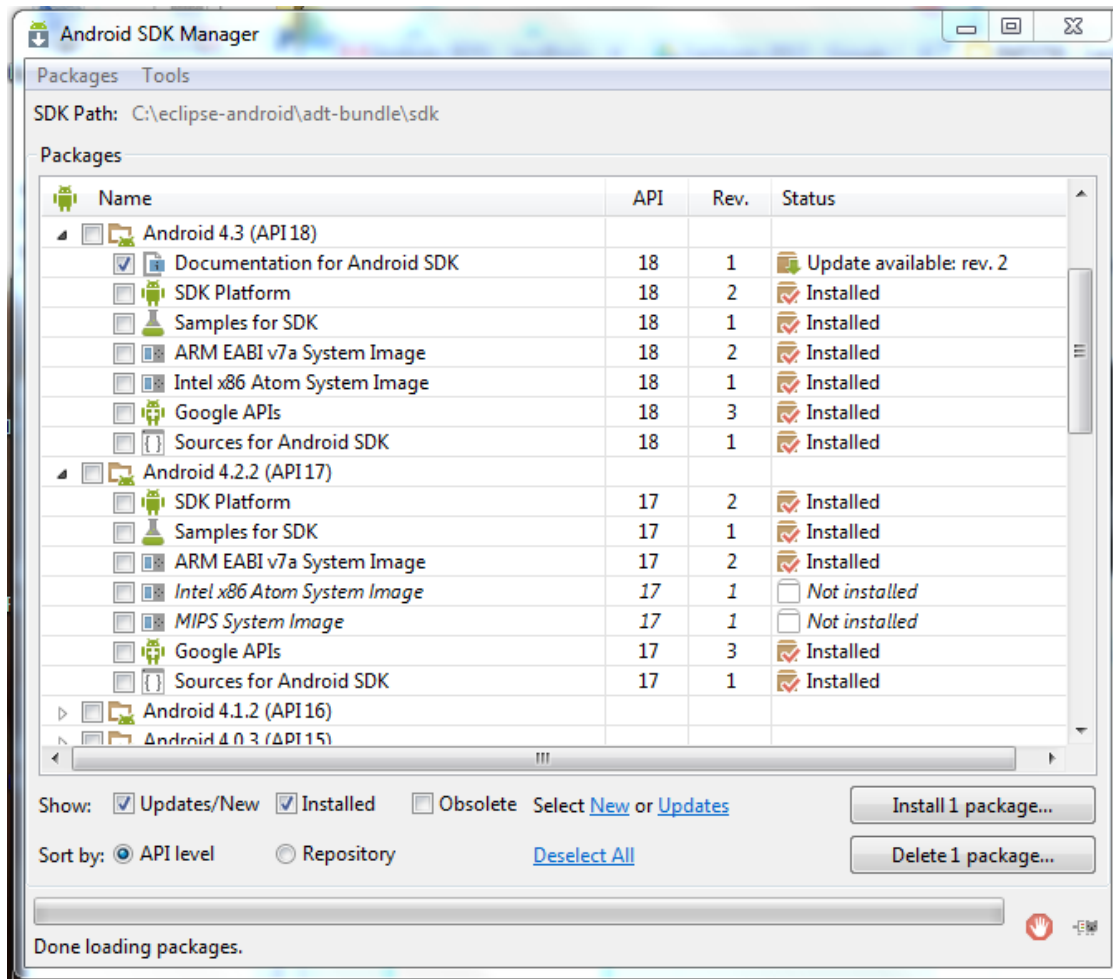 Android SDK Manager
Packages Tools
SDK Path: C:\eclipse-android\adt-bundle\sdk
Packages
Name API Rev. Status
Android 4.3 (API 18)
Documentation for Android SDK 18 1 Update available: rev. 2
SDK Platform 18 2 Installed
Samples for SDK 18 1 Installed
ARM EABI v7a System Image 18 2 Installed
Intel x86 Atom System Image 18 1 Installed
Google APIs 18 3 Installed
Sources for Android SDK 18 1 Installed
Android 4.2.2 (API 17)
SDK Platform 17 2 Installed
Samples for SDK 17 1 Installed
ARM EABI v7a System Image 17 2 Installed
Intel x86 Atom System Image 17 1 Not installed
MIPS System Image 17 1 Not installed
Google APIs 17 3 Installed
Sources for Android SDK 17 1 Installed
Android 4.1.2 (API 16)
Android 4.0.3 (API 15)
Show: Updates/New Installed Obsolete Select New or Updates Install 1 package...
Sort by: API level Repository Deselect All Delete 1 package...
Done loading packages.